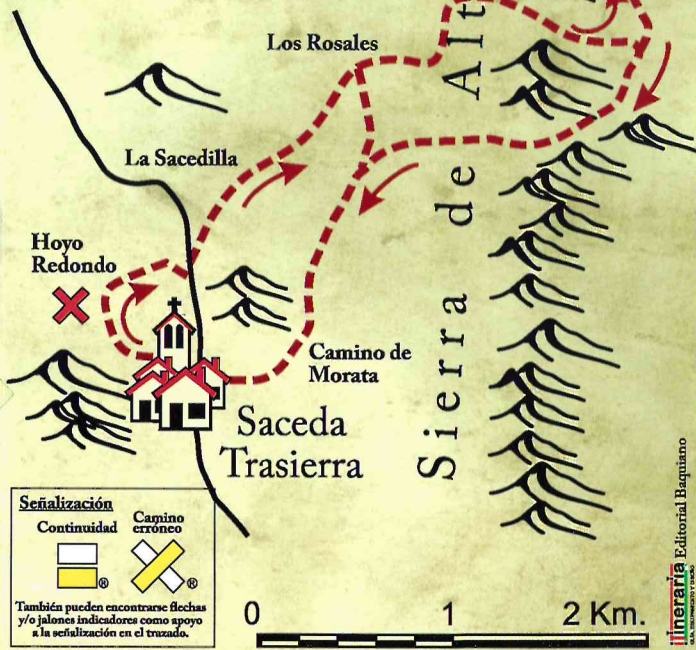 Los Rosales
La Sacedilla
Hoyo
Redondo
Camino de
Morata
Saceda
Trasierra
Sierra de Alt
Señalización
Continuidad
Camino
erróneo
®
®
También pueden encontrarse flechas
y/o jalones indicadores como apoyo
a la señalización en el trazado.
0 1 2 Km.
itineraria Editorial Baquiano